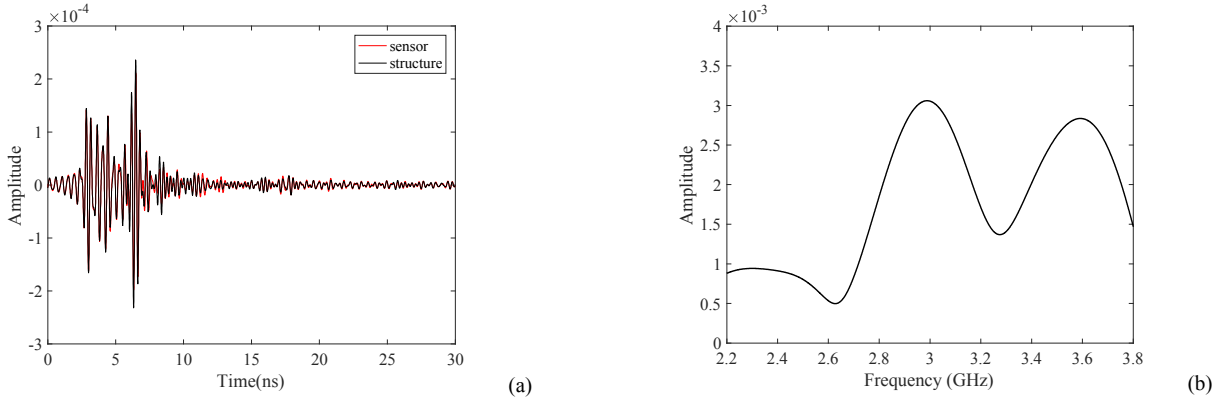 ×10⁻⁴
3
2
1
0
-1
-2
-3
Amplitude
sensor
structure
0 5 10 15 20 25 30
Time(ns)
(a)
×10⁻³
4
3.5
3
2.5
2
1.5
1
0.5
0
Amplitude
2.2 2.4 2.6 2.8 3 3.2 3.4 3.6 3.8
Frequency (GHz)
(b)